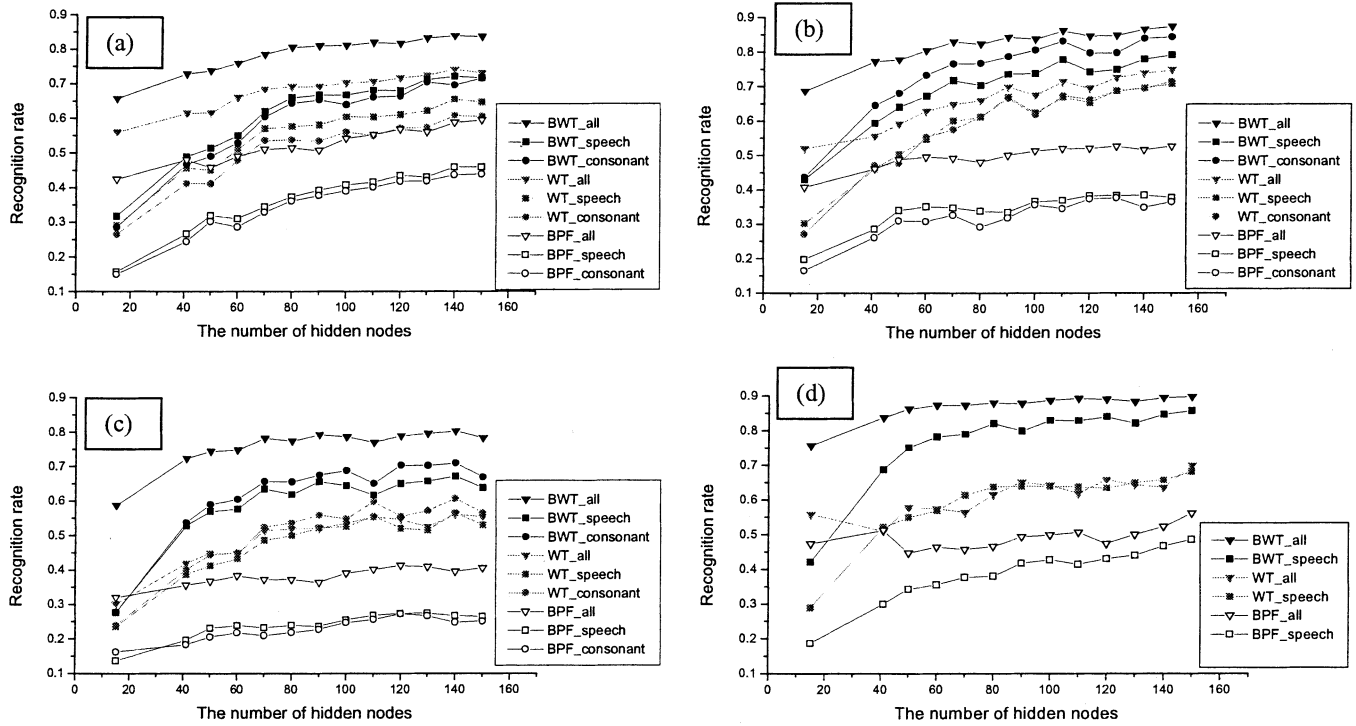 (a)
Recognition rate
0.9
0.8
0.7
0.6
0.5
0.4
0.3
0.2
0.1
0 20 40 60 80 100 120 140 160
The number of hidden nodes
BWT_all
BWT_speech
BWT_consonant
WT_all
WT_speech
WT_consonant
BPF_all
BPF_speech
BPF_consonant
(b)
Recognition rate
0.9
0.8
0.7
0.6
0.5
0.4
0.3
0.2
0.1
0 20 40 60 80 100 120 140 160
The number of hidden nodes
BWT_all
BWT_speech
BWT_consonant
WT_all
WT_speech
WT_consonant
BPF_all
BPF_speech
BPF_consonant
(c)
Recognition rate
0.9
0.8
0.7
0.6
0.5
0.4
0.3
0.2
0.1
0 20 40 60 80 100 120 140 160
The number of hidden nodes
BWT_all
BWT_speech
BWT_consonant
WT_all
WT_speech
WT_consonant
BPF_all
BPF_speech
BPF_consonant
(d)
Recognition rate
0.9
0.8
0.7
0.6
0.5
0.4
0.3
0.2
0.1
0 20 40 60 80 100 120 140 160
The number of hidden nodes
BWT_all
BWT_speech
WT_all
WT_speech
BPF_all
BPF_speech